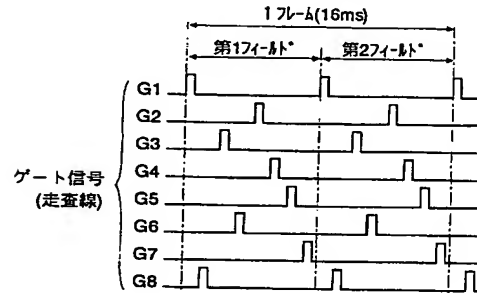 1フレーム(16ms)
第1フィールド
第2フィールド
G1
G2
G3
G4
ゲート信号
(走査線)
G5
G6
G7
G8